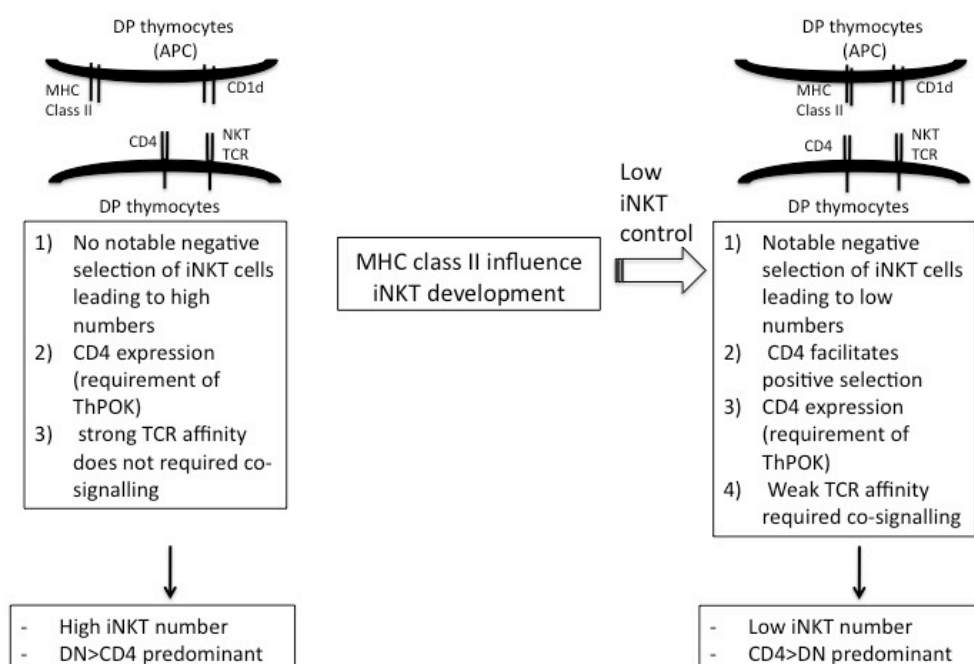 DP thymocytes
(APC)
MHC
Class II
CD1d
CD4
NKT
TCR
DP thymocytes
1) No notable negative
selection of iNKT cells
leading to high
numbers
2) CD4 expression
(requirement of
ThPOK)
3) strong TCR affinity
does not required co-
signalling
- High iNKT number
- DN>CD4 predominant
MHC class II influence
iNKT development
Low
iNKT
control
DP thymocytes
(APC)
MHC
Class II
CD1d
CD4
NKT
TCR
DP thymocytes
1) Notable negative
selection of iNKT cells
leading to low
numbers
2) CD4 facilitates
positive selection
3) CD4 expression
(requirement of
ThPOK)
4) Weak TCR affinity
required co-signalling
- Low iNKT number
- CD4>DN predominant